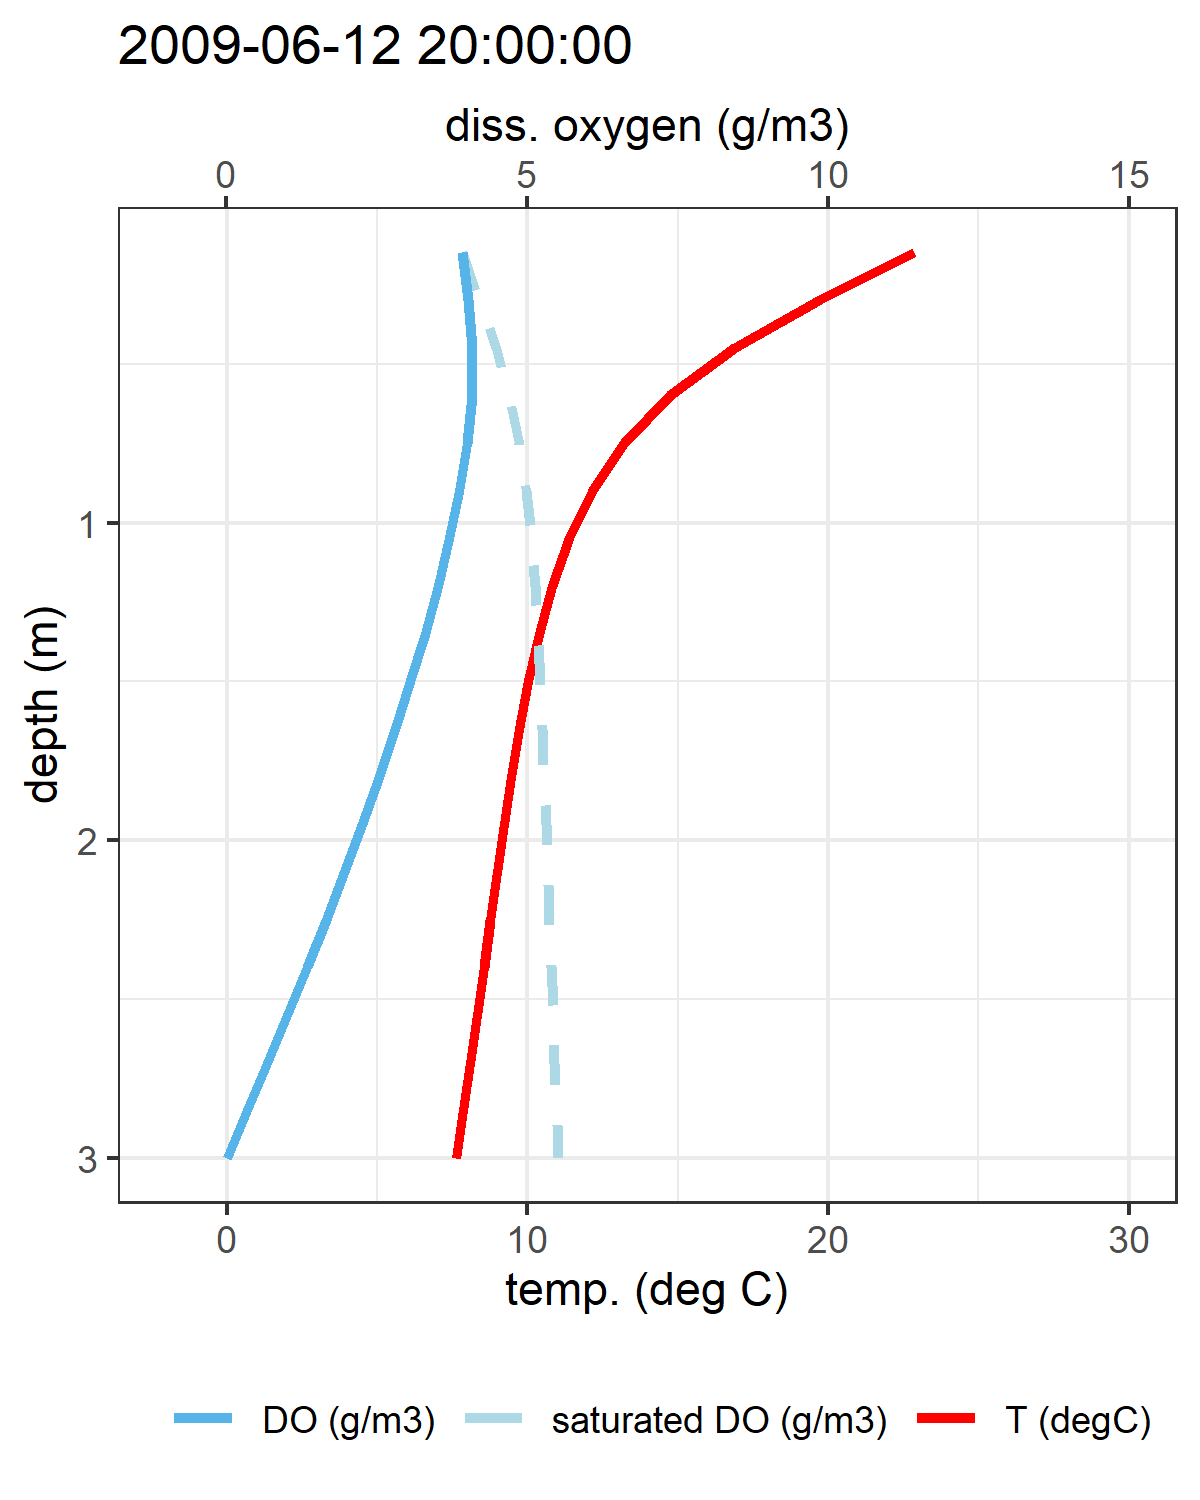 2009-06-12 20:00:00
diss. oxygen (g/m3)
0 5 10 15
depth (m)
1
2
3
0 10 20 30
temp. (deg C)
DO (g/m3) saturated DO (g/m3) T (degC)